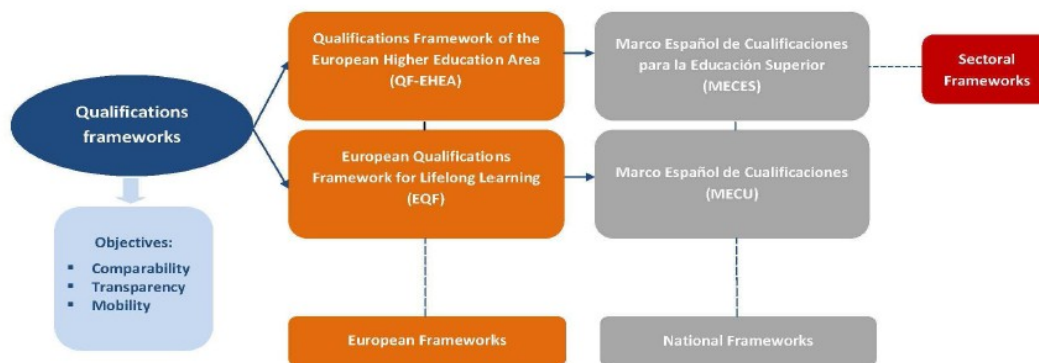 Qualifications
frameworks
Objectives:
▪ Comparability
▪ Transparency
▪ Mobility
Qualifications Framework of the
European Higher Education Area
(QF-EHEA)
European Qualifications
Framework for Lifelong Learning
(EQF)
European Frameworks
Marco Español de Cualificaciones
para la Educación Superior
(MECES)
Marco Español de Cualificaciones
(MECU)
National Frameworks
Sectoral
Frameworks